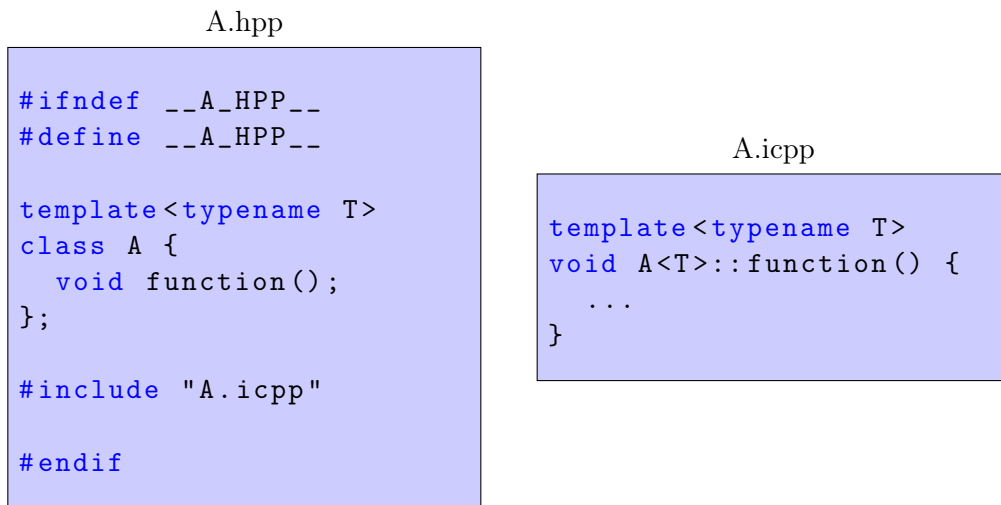 A.hpp
#ifndef __A_HPP__
#define __A_HPP__
template<typename T>
class A {
void function();
};
#include "A.icpp"
#endif
A.icpp
template<typename T>
void A<T>::function() {
...
}